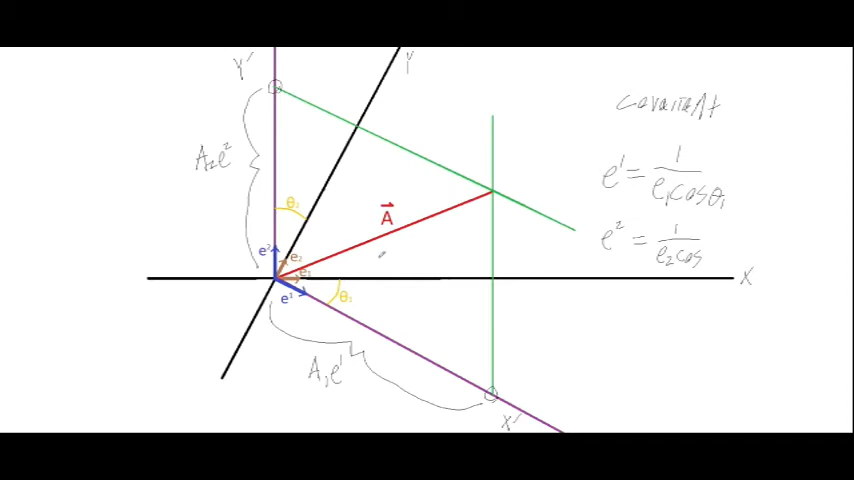 Y'
Y
covariant
A₂e²
θ₂
e¹ = 1/(e₁cosθ₁)
A
e² = 1/(e₂cos
e²
e₂
e₁
X
e¹
θ₁
A₁e¹
X'